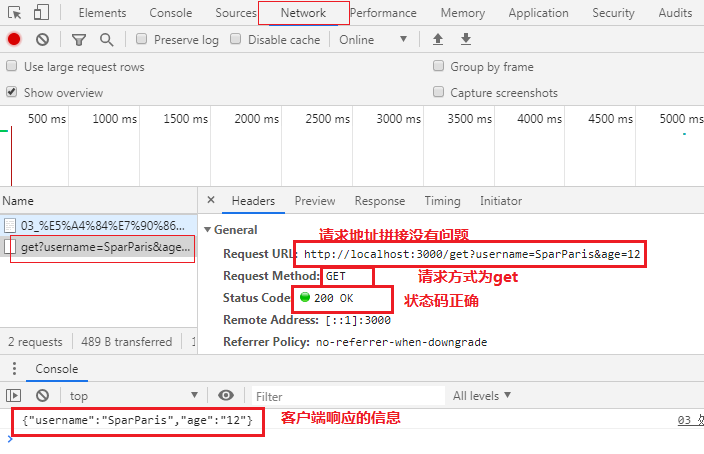 Elements Console Sources Network Performance Memory Application Security Audits
Preserve log Disable cache Online
Use large request rows Group by frame
Show overview Capture screenshots
500 ms 1000 ms 1500 ms 2000 ms 2500 ms 3000 ms 3500 ms 4000 ms 4500 ms 5000 ms
Name × Headers Preview Response Timing Initiator
03_%E5%A4%84%E7%90%86...
get?username=SparParis&age...
General
请求地址拼接没有问题
Request URL: http://localhost:3000/get?username=SparParis&age=12
Request Method: GET
请求方式为get
Status Code: 200 OK
状态码正确
Remote Address: [::1]:3000
Referrer Policy: no-referrer-when-downgrade
2 requests 489 B transferred
Console
top Filter All levels
{"username":"SparParis","age":"12"}
客户端响应的信息
03